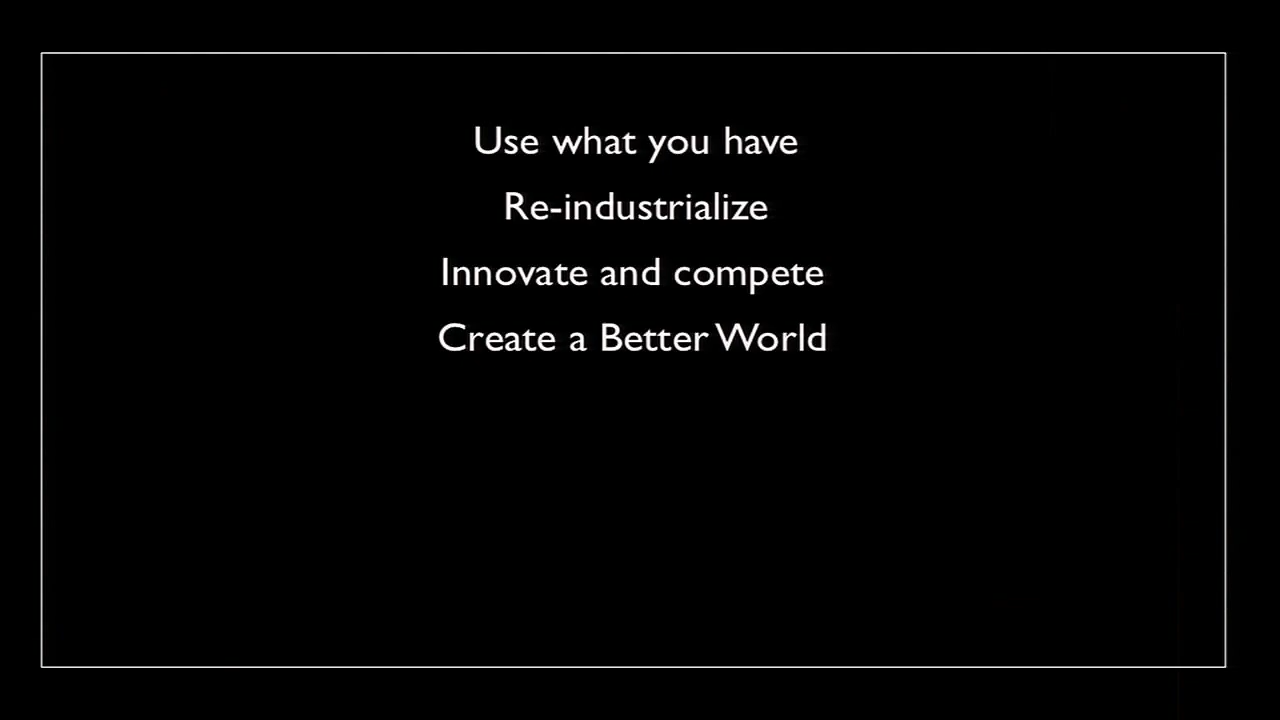 Use what you have
Re-industrialize
Innovate and compete
Create a Better World